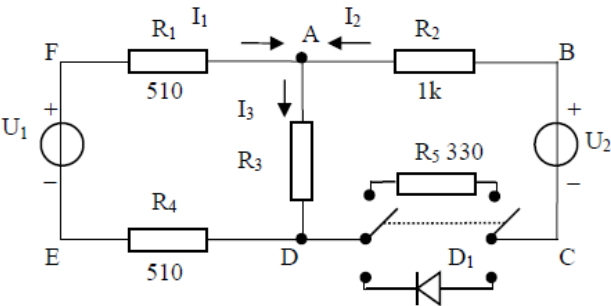 I1 I2
R1 A R2
F B
510 1k
+ I3 +
U1 R5 330 U2
R3
− −
R4
E D D1 C
510